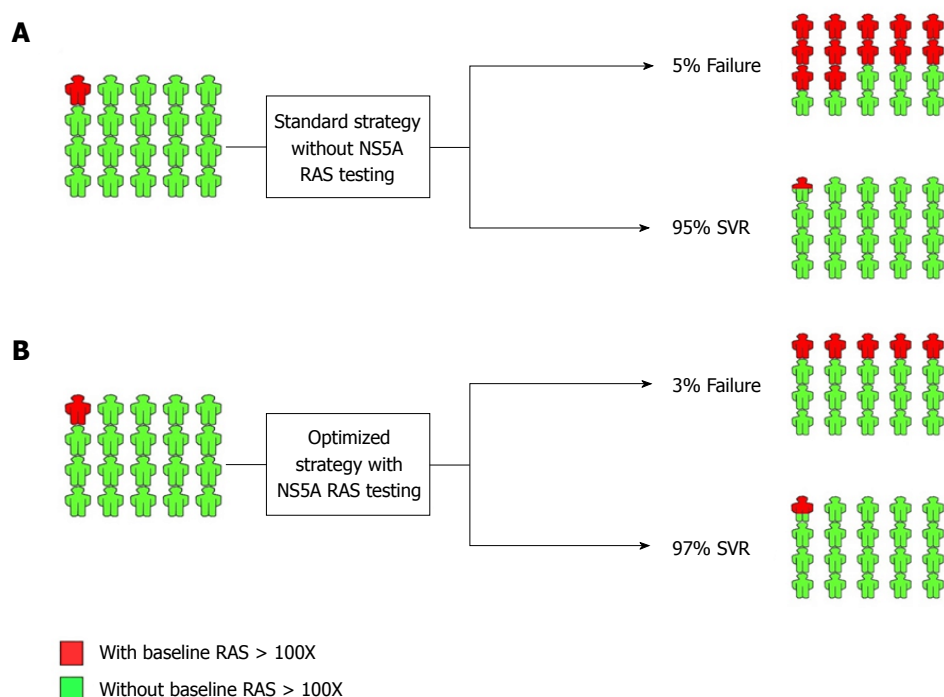 A
Standard strategy
without NS5A
RAS testing
5% Failure
95% SVR
B
Optimized
strategy with
NS5A RAS testing
3% Failure
97% SVR
With baseline RAS > 100X
Without baseline RAS > 100X